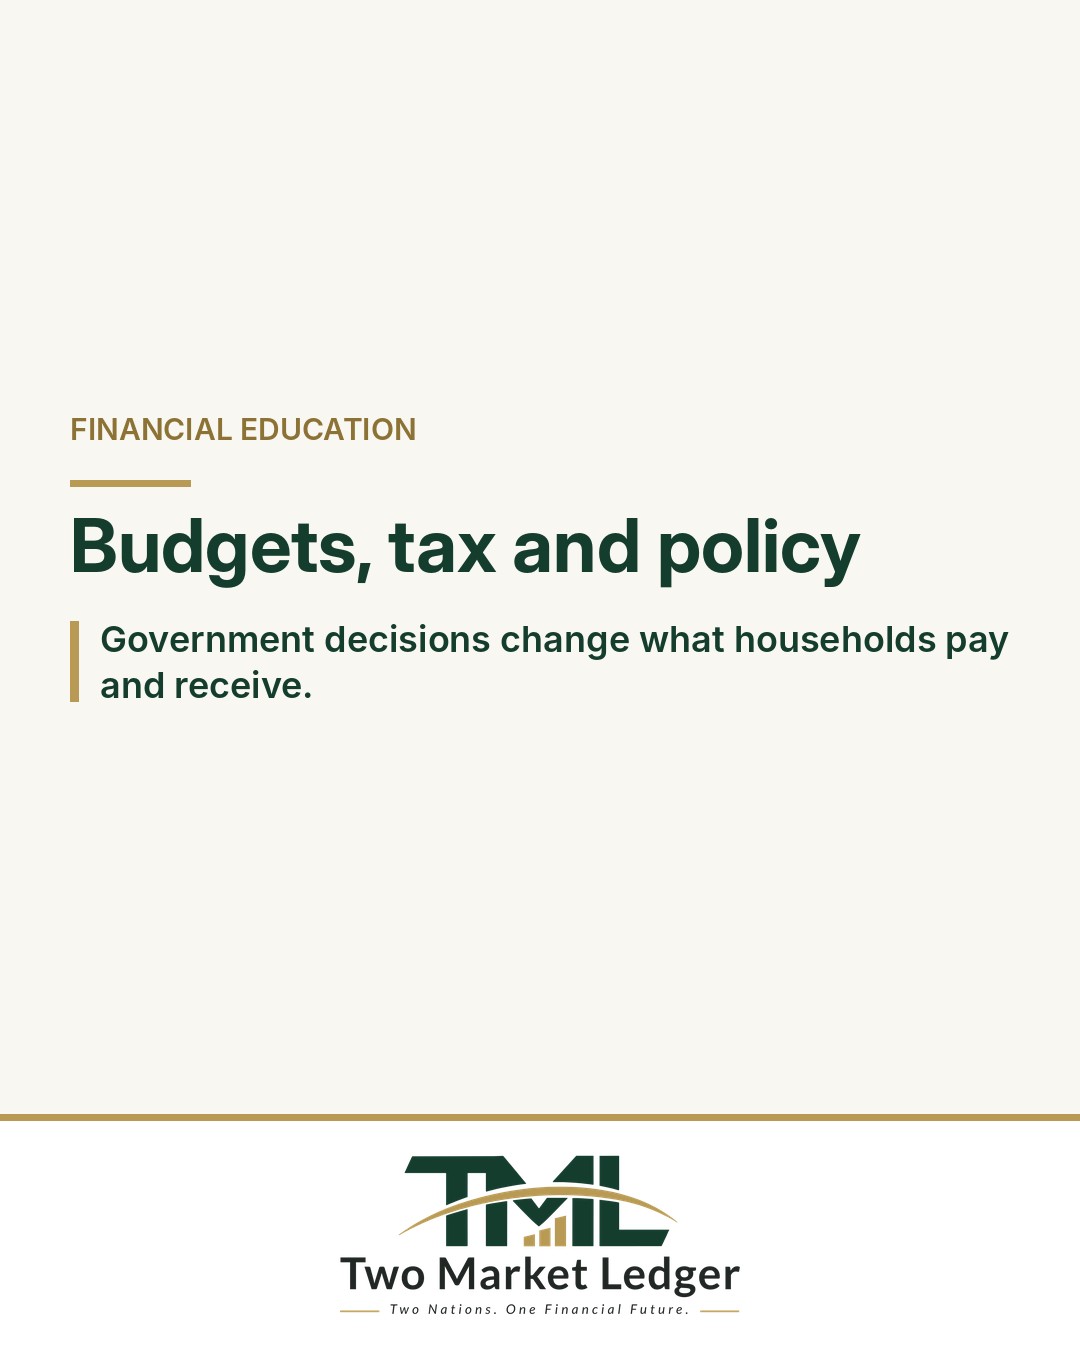 FINANCIAL EDUCATION
Budgets, tax and policy
Government decisions change what households pay
and receive.
TML
Two Market Ledger
Two Nations. One Financial Future.